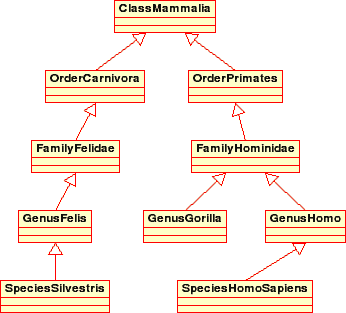 ClassMammalia
OrderCarnivora
OrderPrimates
FamilyFelidae
FamilyHominidae
GenusFelis
GenusGorilla
GenusHomo
SpeciesSilvestris
SpeciesHomoSapiens